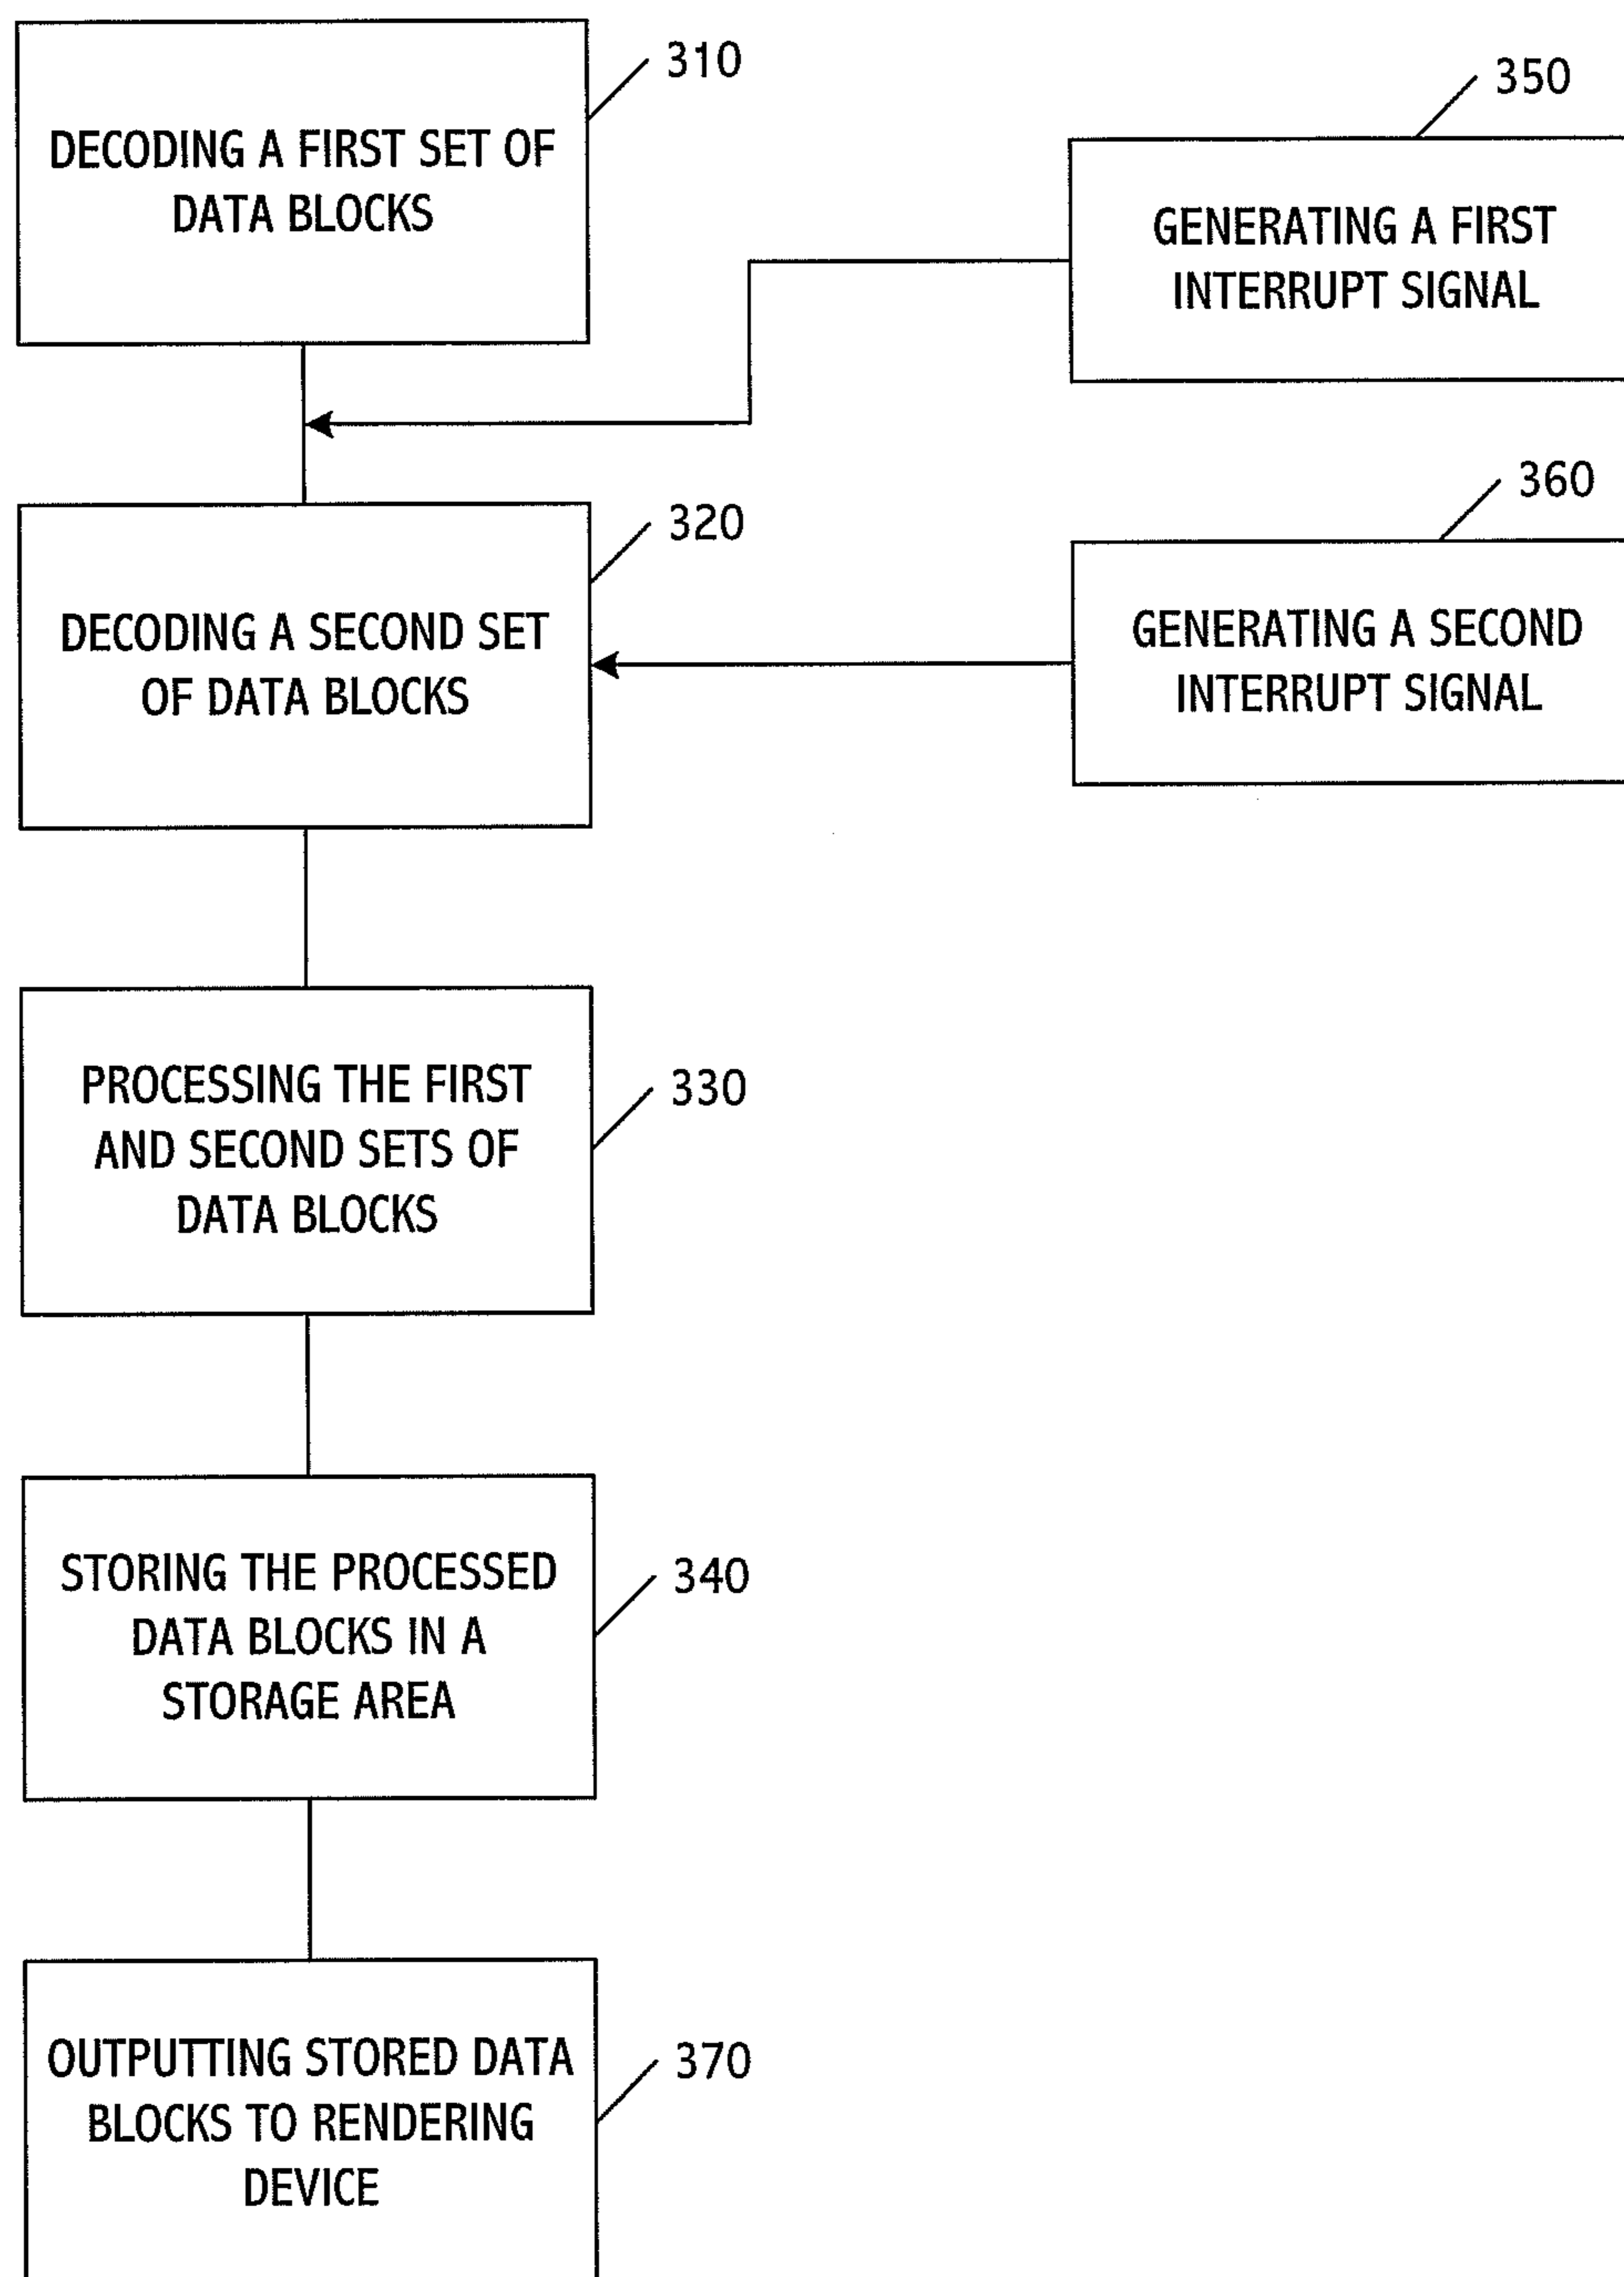 310
DECODING A FIRST SET OF
DATA BLOCKS
350
GENERATING A FIRST
INTERRUPT SIGNAL
320
DECODING A SECOND SET
OF DATA BLOCKS
360
GENERATING A SECOND
INTERRUPT SIGNAL
330
PROCESSING THE FIRST
AND SECOND SETS OF
DATA BLOCKS
340
STORING THE PROCESSED
DATA BLOCKS IN A
STORAGE AREA
370
OUTPUTTING STORED DATA
BLOCKS TO RENDERING
DEVICE